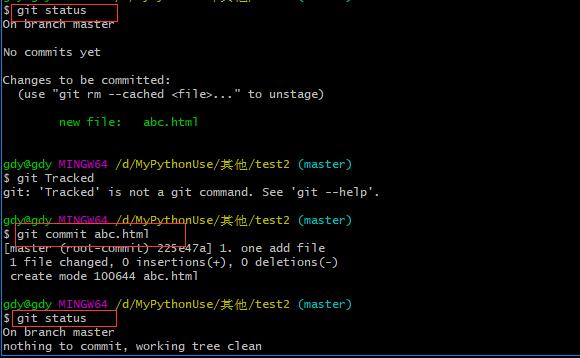 $ git status
On branch master
No commits yet
Changes to be committed:
(use "git rm --cached <file>..." to unstage)
new file:   abc.html
gdy@gdy MINGW64 /d/MyPythonUse/其他/test2 (master)
$ git Tracked
git: 'Tracked' is not a git command. See 'git --help'.
gdy@gdy MINGW64 /d/MyPythonUse/其他/test2 (master)
$ git commit abc.html
[master (root-commit) 225e47a] 1. one add file
1 file changed, 0 insertions(+), 0 deletions(-)
create mode 100644 abc.html
gdy@gdy MINGW64 /d/MyPythonUse/其他/test2 (master)
$ git status
On branch master
nothing to commit, working tree clean